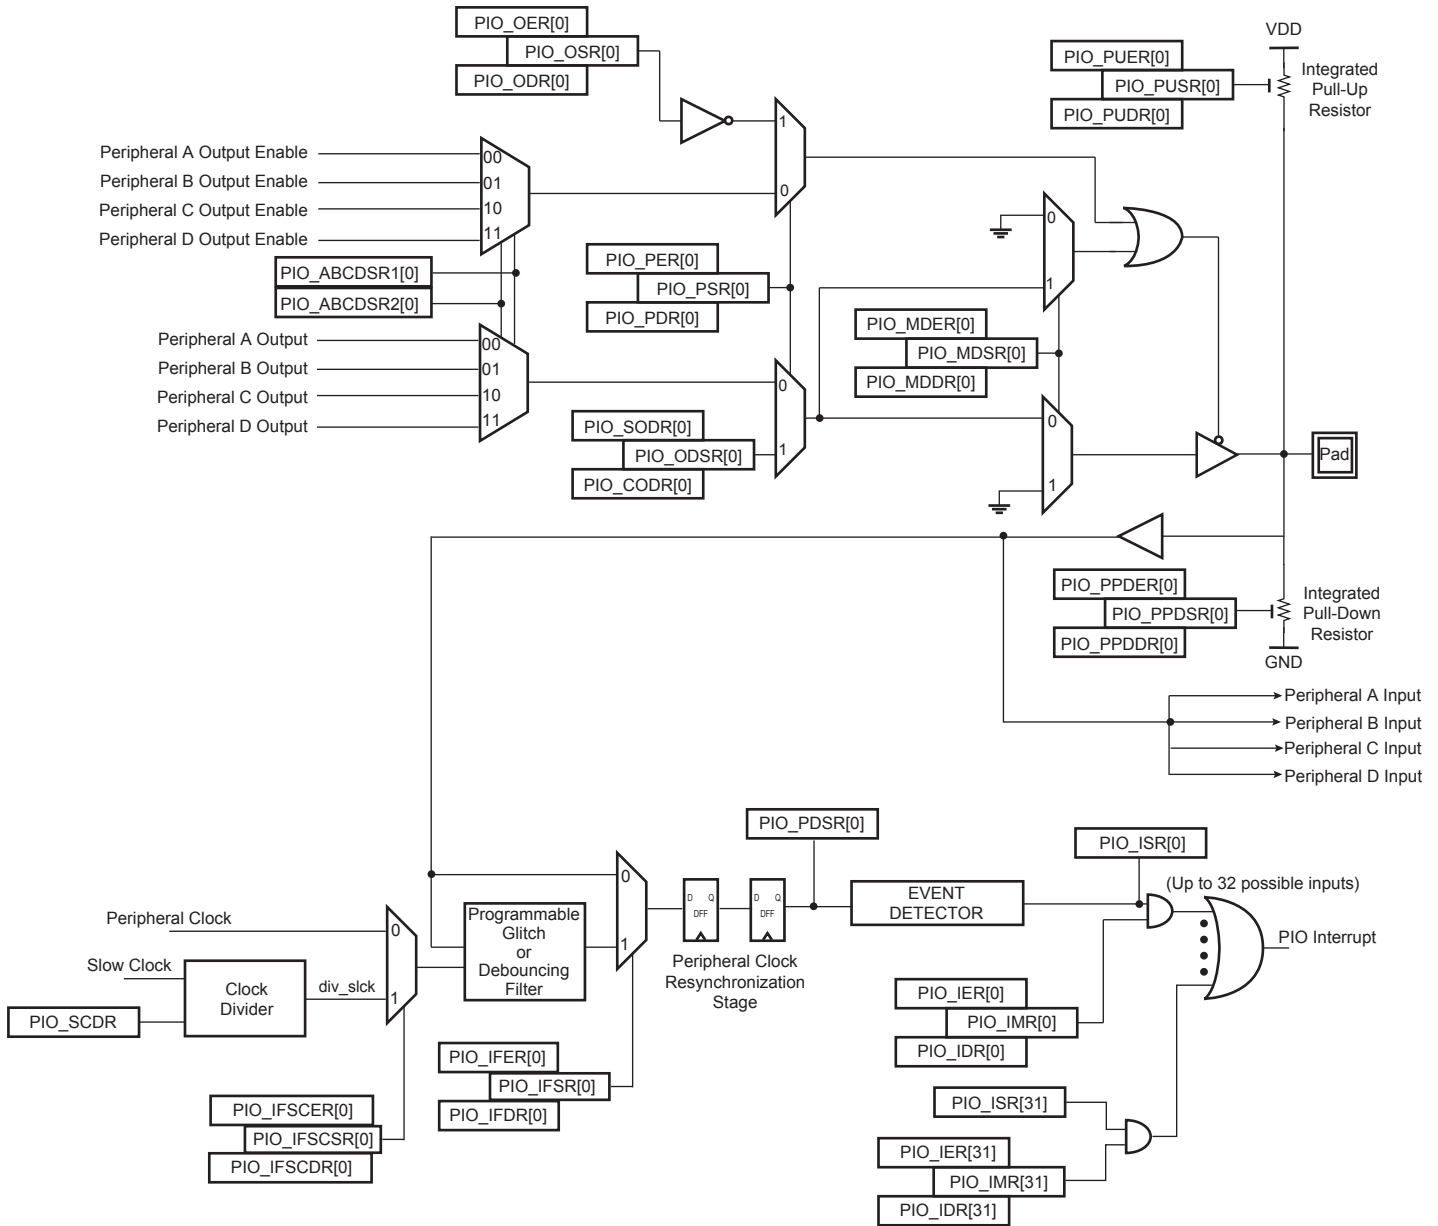 PIO_OER[0]
PIO_OSR[0]
PIO_ODR[0]
1
0
Peripheral A Output Enable
Peripheral B Output Enable
Peripheral C Output Enable
Peripheral D Output Enable
00
01
10
11
PIO_ABCDSR1[0]
PIO_ABCDSR2[0]
Peripheral A Output
Peripheral B Output
Peripheral C Output
Peripheral D Output
00
01
10
11
PIO_PER[0]
PIO_PSR[0]
PIO_PDR[0]
0
1
PIO_SODR[0]
PIO_ODSR[0]
PIO_CODR[0]
0
1
PIO_MDER[0]
PIO_MDSR[0]
PIO_MDDR[0]
0
1
PIO_PUER[0]
PIO_PUSR[0]
PIO_PUDR[0]
VDD
Integrated
Pull-Up
Resistor
Pad
PIO_PPDER[0]
PIO_PPDSR[0]
PIO_PPDDR[0]
Integrated
Pull-Down
Resistor
GND
Peripheral A Input
Peripheral B Input
Peripheral C Input
Peripheral D Input
Peripheral Clock
Slow Clock
Clock
Divider
div_slck
PIO_SCDR
0
1
PIO_IFSCER[0]
PIO_IFSCSR[0]
PIO_IFSCDR[0]
Programmable
Glitch
or
Debouncing
Filter
PIO_IFER[0]
PIO_IFSR[0]
PIO_IFDR[0]
0
1
D Q
DFF
D Q
DFF
Peripheral Clock
Resynchronization
Stage
PIO_PDSR[0]
EVENT
DETECTOR
PIO_ISR[0]
(Up to 32 possible inputs)
PIO Interrupt
PIO_IER[0]
PIO_IMR[0]
PIO_IDR[0]
PIO_ISR[31]
PIO_IER[31]
PIO_IMR[31]
PIO_IDR[31]